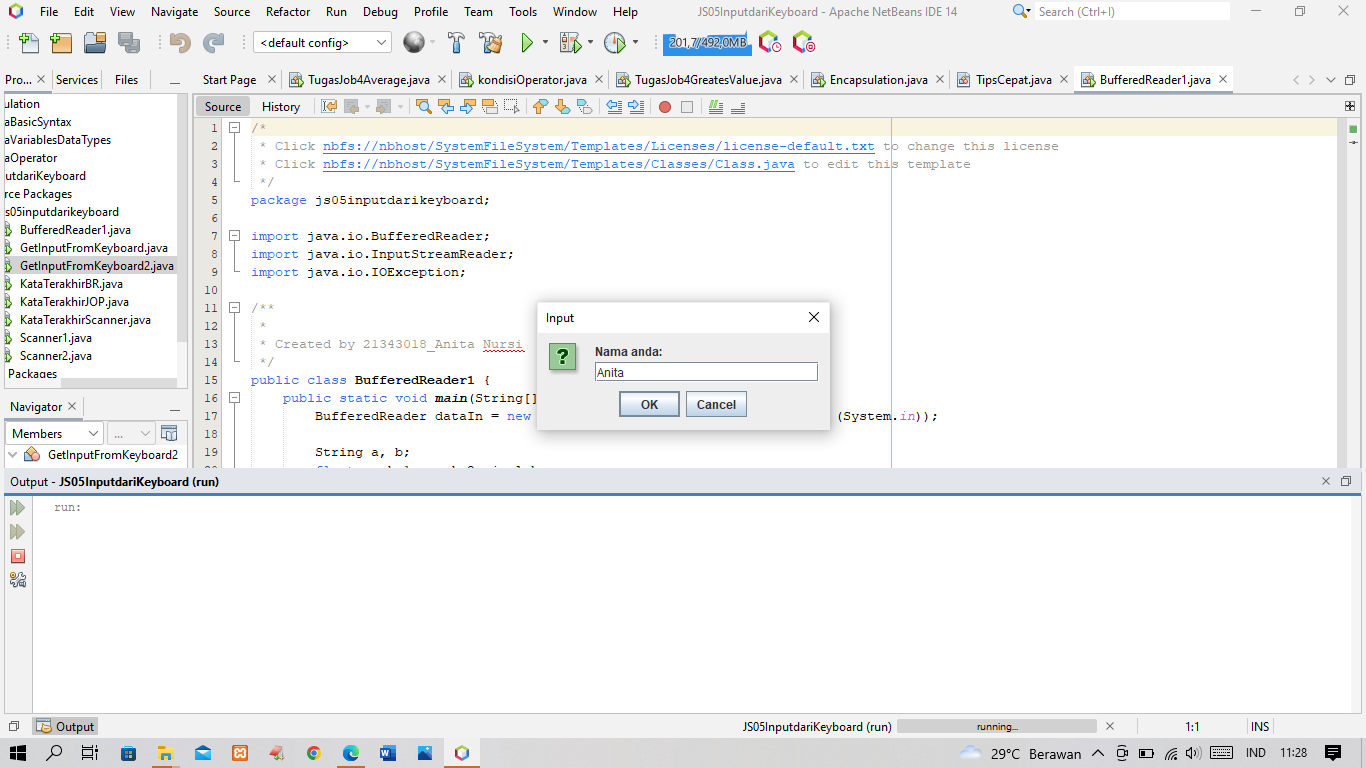 File Edit View Navigate Source Refactor Run Debug Profile Team Tools Window Help JS05InputdariKeyboard - Apache NetBeans IDE 14 Search (Ctrl+I)
<default config> 201,7/492,0MB
Pro... Services Files Start Page TugasJob4Average.java kondisiOperator.java TugasJob4GreatesValue.java Encapsulation.java TipsCepat.java BufferedReader1.java
Source History
ulation
aBasicSyntax
aVariablesDataTypes
aOperator
utdariKeyboard
rce Packages
s05inputdarikeyboard
BufferedReader1.java
GetInputFromKeyboard.java
GetInputFromKeyboard2.java
KataTerakhirBR.java
KataTerakhirJOP.java
KataTerakhirScanner.java
Scanner1.java
Scanner2.java
Packages
Navigator
Members ...
GetInputFromKeyboard2
1 /*
2 * Click nbfs://nbhost/SystemFileSystem/Templates/Licenses/license-default.txt to change this license
3 * Click nbfs://nbhost/SystemFileSystem/Templates/Classes/Class.java to edit this template
4 */
5 package js05inputdarikeyboard;
6
7 import java.io.BufferedReader;
8 import java.io.InputStreamReader;
9 import java.io.IOException;
10
11 /**
12 *
13 * Created by 21343018_Anita Nursi
14 */
15 public class BufferedReader1 {
16 public static void main(String[]
17 BufferedReader dataIn = new (System.in));
18
19 String a, b;
Input
Nama anda:
Anita
OK Cancel
Output - JS05InputdariKeyboard (run)
run:
Output JS05InputdariKeyboard (run) running... 1:1 INS
29°C Berawan IND 11:28